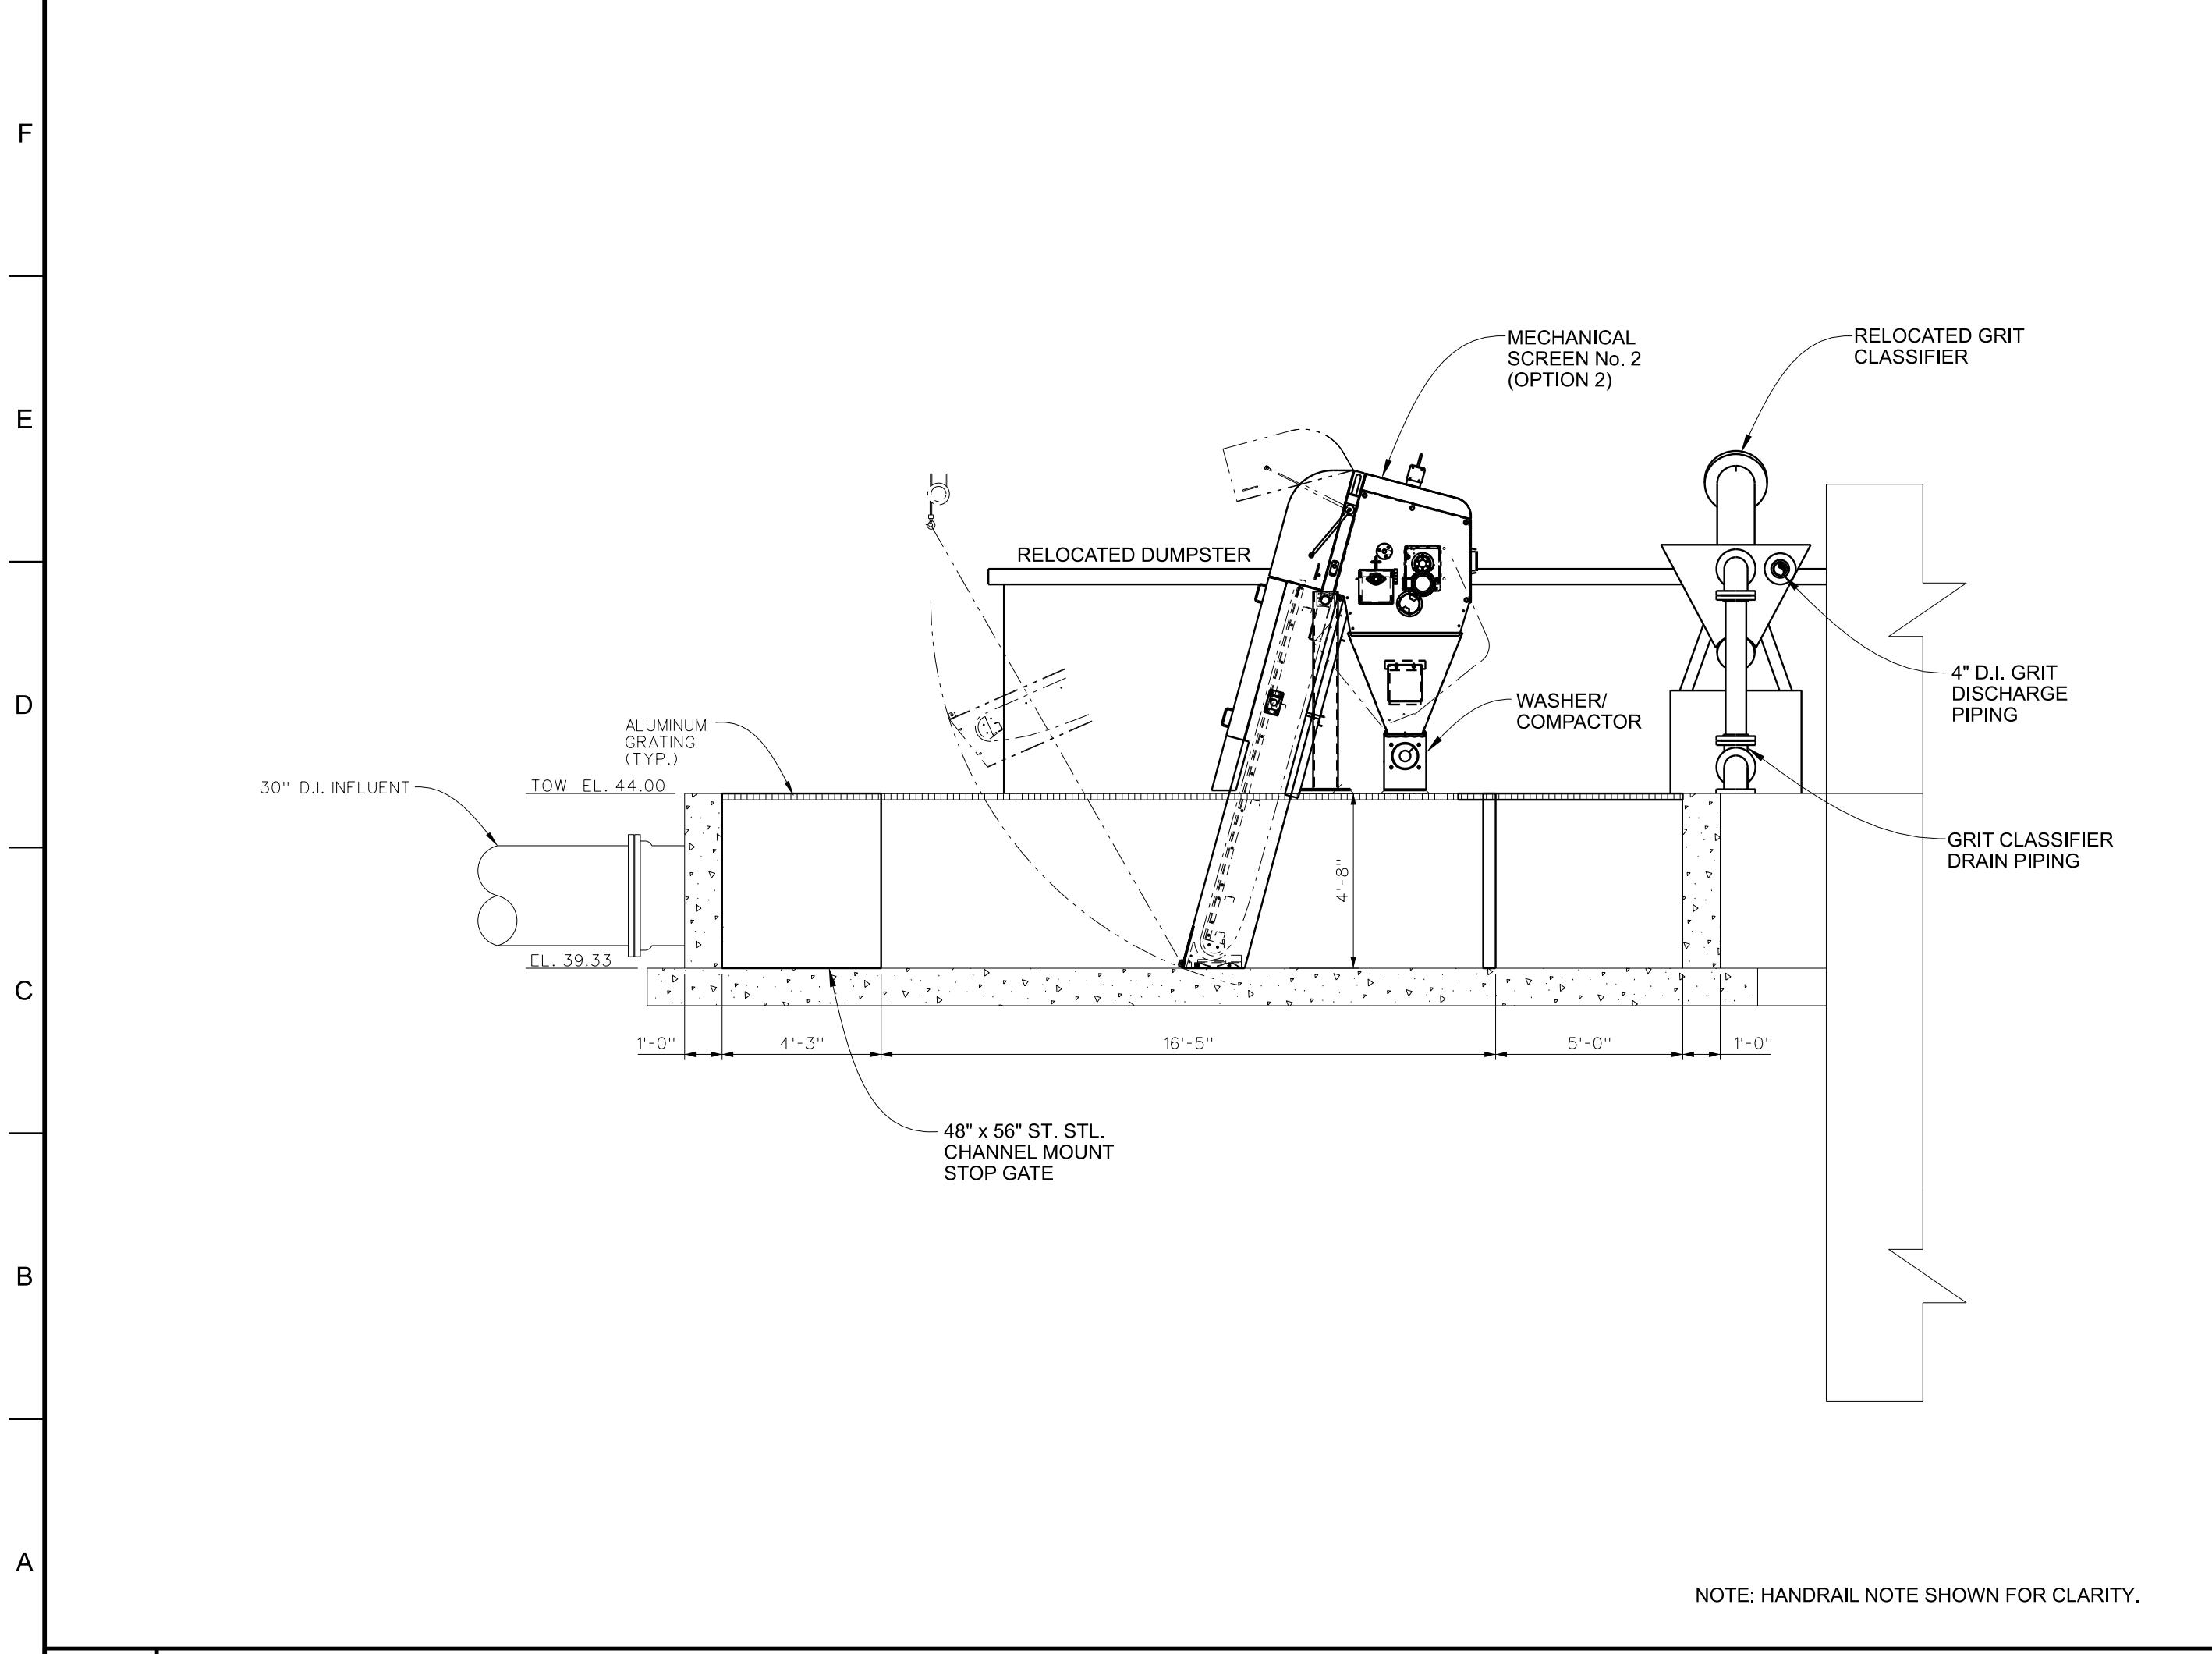 F
E
D
C
B
A
MECHANICAL
SCREEN No. 2
(OPTION 2)
RELOCATED GRIT
CLASSIFIER
RELOCATED DUMPSTER
4" D.I. GRIT
DISCHARGE
PIPING
WASHER/
COMPACTOR
ALUMINUM
GRATING
(TYP.)
30" D.I. INFLUENT
TOW EL. 44.00
GRIT CLASSIFIER
DRAIN PIPING
4'-8"
EL. 39.33
1'-0"
4'-3"
16'-5"
5'-0"
1'-0"
48" x 56" ST. STL.
CHANNEL MOUNT
STOP GATE
NOTE: HANDRAIL NOTE SHOWN FOR CLARITY.